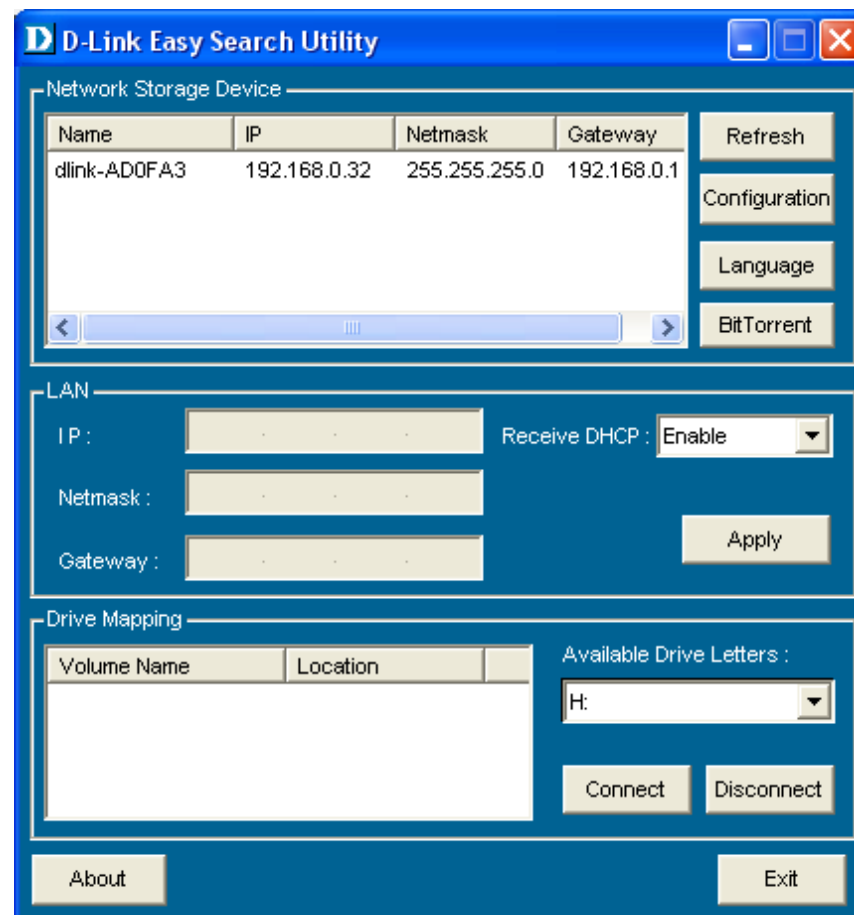 D D-Link Easy Search Utility
Network Storage Device
Name IP Netmask Gateway
dlink-AD0FA3 192.168.0.32 255.255.255.0 192.168.0.1
Refresh
Configuration
Language
BitTorrent
LAN
IP :
Receive DHCP : Enable
Netmask :
Gateway :
Apply
Drive Mapping
Volume Name Location
Available Drive Letters :
H:
Connect Disconnect
About Exit